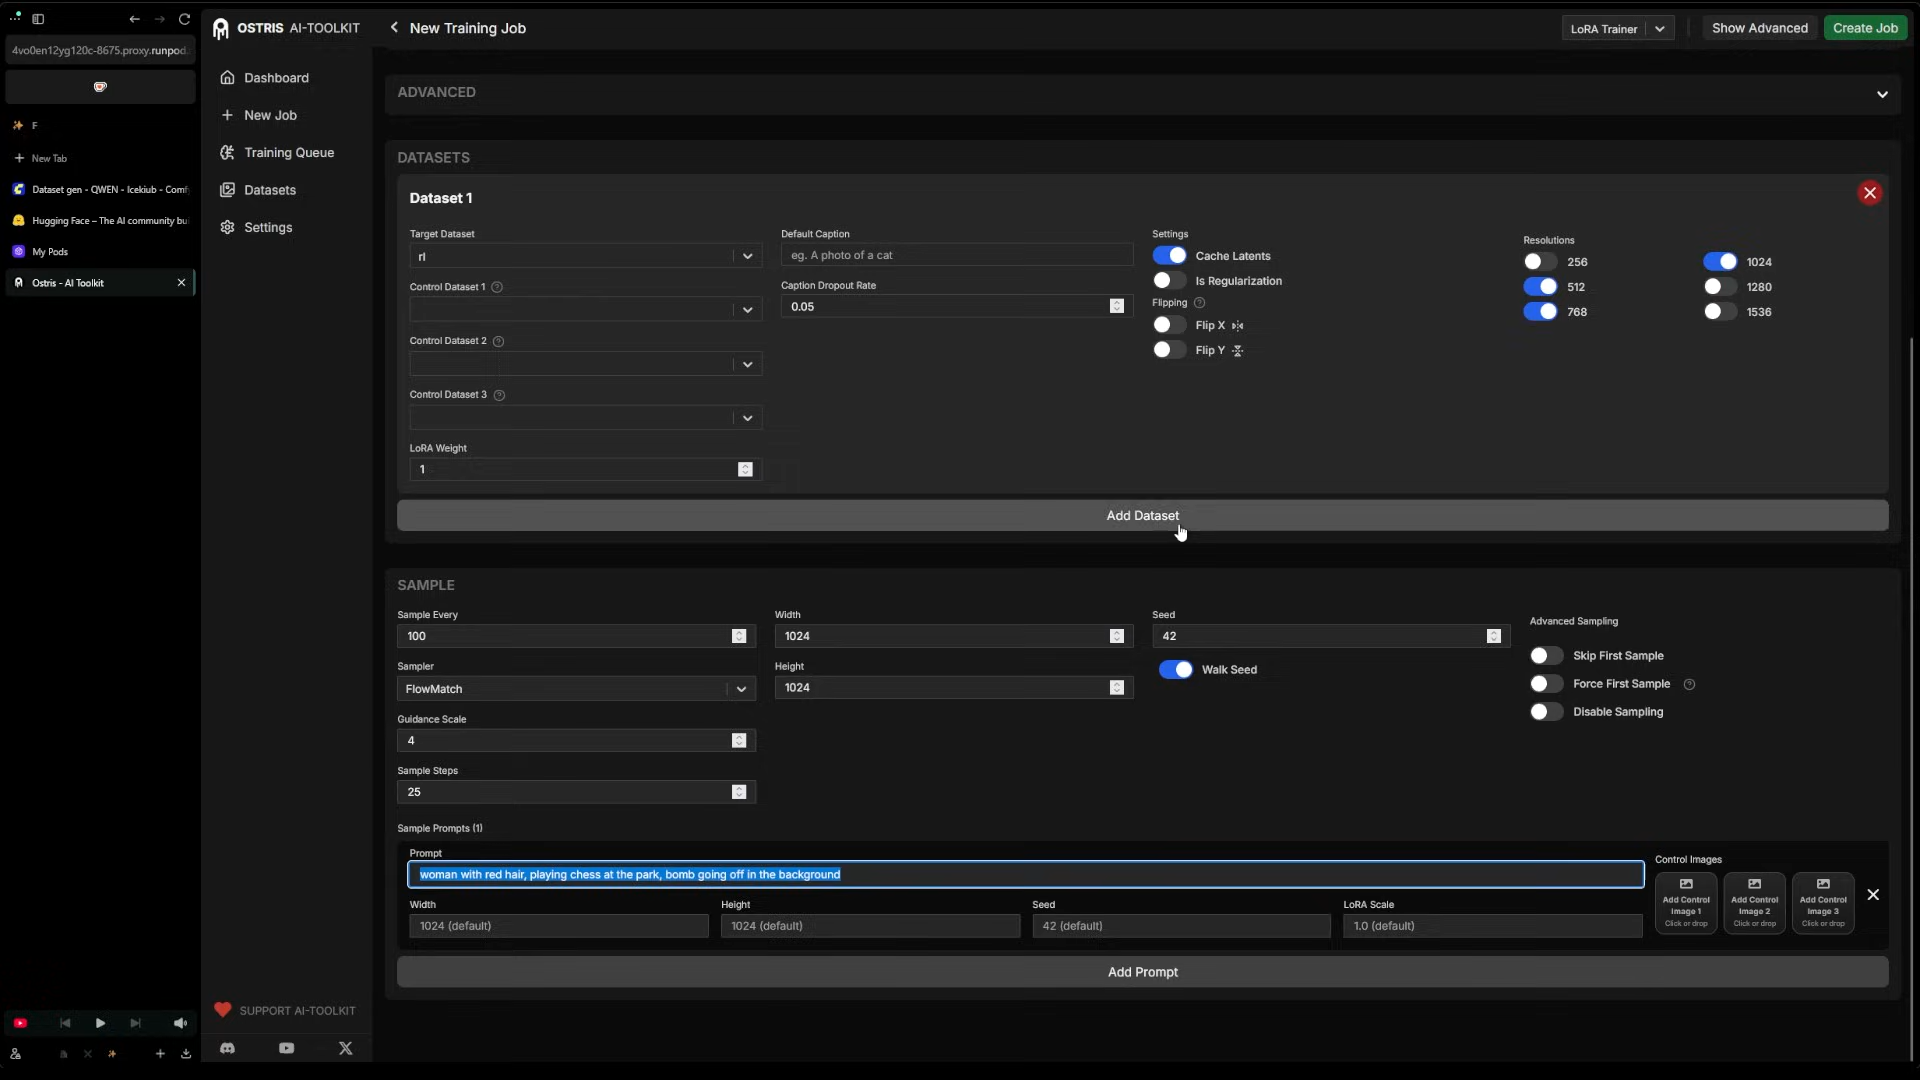 4vo0en12yg120c-8675.proxy.runpod.
F
New Tab
Dataset gen - QWEN - Icekiub - Comf
Hugging Face – The AI community bu
My Pods
Ostris - AI Toolkit
OSTRIS AI-TOOLKIT
Dashboard
New Job
Training Queue
Datasets
Settings
SUPPORT AI-TOOLKIT
New Training Job
LoRA Trainer
Show Advanced
Create Job
ADVANCED
DATASETS
Dataset 1
Target Dataset
rl
Control Dataset 1
Control Dataset 2
Control Dataset 3
LoRA Weight
1
Default Caption
eg. A photo of a cat
Caption Dropout Rate
0.05
Settings
Cache Latents
Is Regularization
Flipping
Flip X
Flip Y
Resolutions
256
512
768
1024
1280
1536
Add Dataset
SAMPLE
Sample Every
100
Sampler
FlowMatch
Guidance Scale
4
Sample Steps
25
Width
1024
Height
1024
Seed
42
Walk Seed
Advanced Sampling
Skip First Sample
Force First Sample
Disable Sampling
Sample Prompts (1)
Prompt
woman with red hair, playing chess at the park, bomb going off in the background
Width
1024 (default)
Height
1024 (default)
Seed
42 (default)
LoRA Scale
1.0 (default)
Control Images
Add Control
Image 1
Click or drop
Add Control
Image 2
Click or drop
Add Control
Image 3
Click or drop
Add Prompt